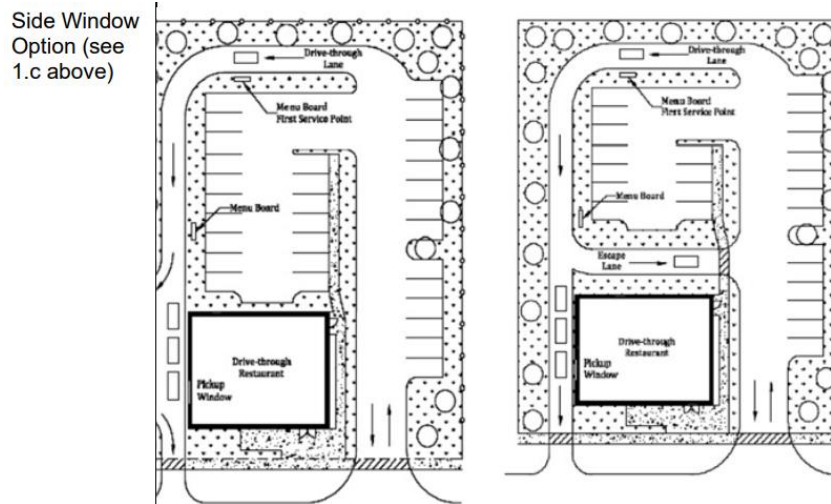 Side Window
Option (see
1.c above)
Drive-through
Lane
Menu Board
First Service Point
Menu Board
Drive-through
Restaurant
Pickup
Window
Drive-through
Lane
Menu Board
First Service Point
Menu Board
Escape
Lane
Drive-through
Restaurant
Pickup
Window